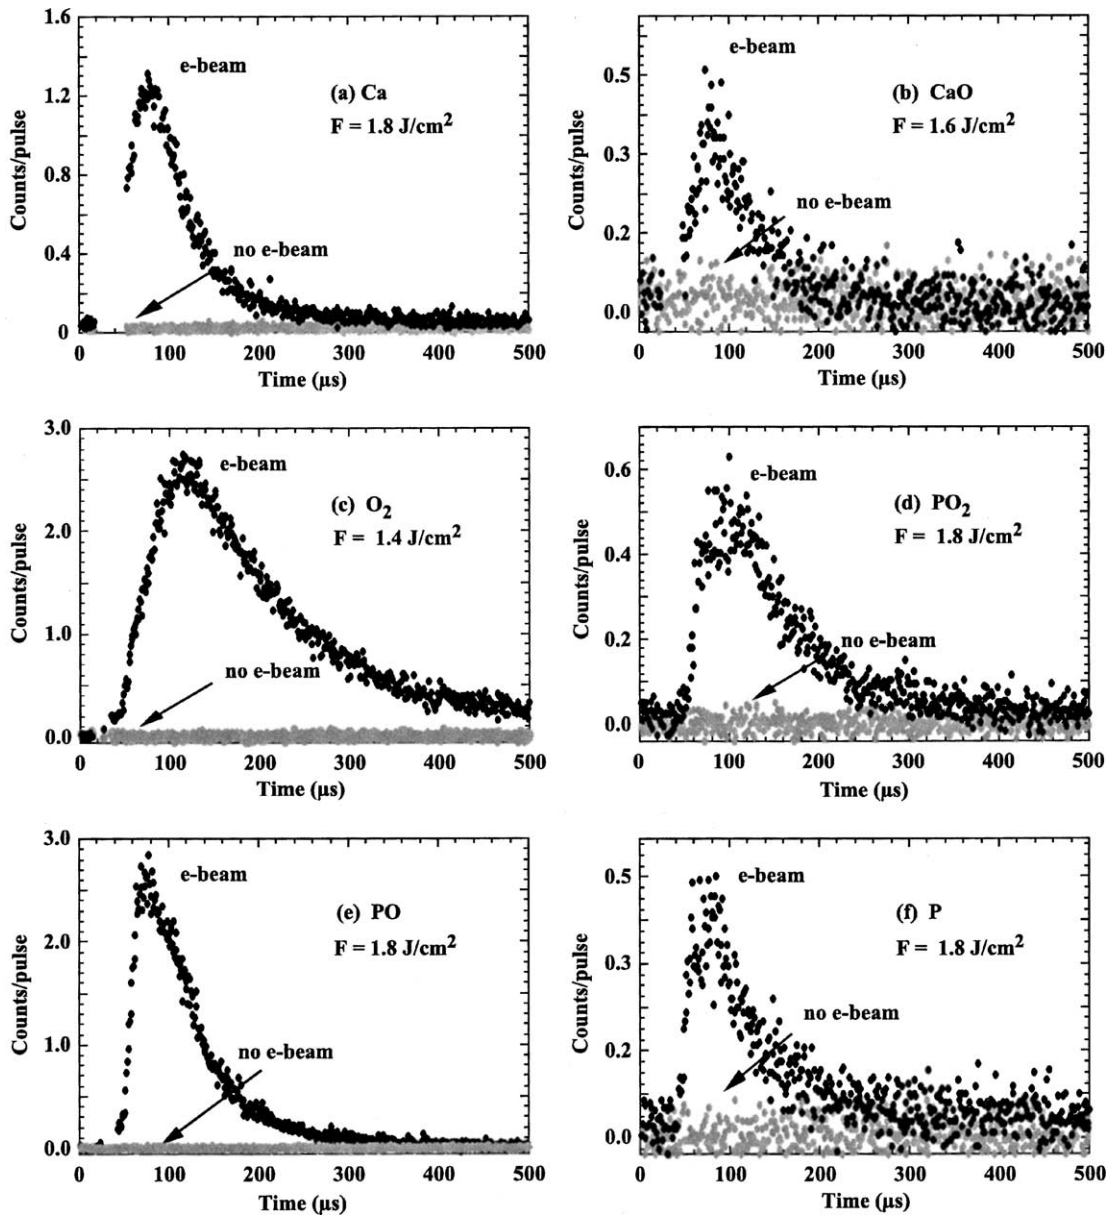 1.6
e-beam
1.2
(a) Ca
F = 1.8 J/cm²
Counts/pulse
0.8
no e-beam
0.4
0
0 100 200 300 400 500
Time (µs)
e-beam
0.5
(b) CaO
F = 1.6 J/cm²
Counts/pulse
0.3
no e-beam
0.2
0.0
0 100 200 300 400 500
Time (µs)
3.0
e-beam
(c) O₂
F = 1.4 J/cm²
Counts/pulse
2.0
1.0
no e-beam
0.0
0 100 200 300 400 500
Time (µs)
e-beam
0.6
(d) PO₂
F = 1.8 J/cm²
Counts/pulse
0.4
0.2
no e-beam
0.0
0 100 200 300 400 500
Time (µs)
3.0
e-beam
(e) PO
F = 1.8 J/cm²
Counts/pulse
2.0
1.0
no e-beam
0.0
0 100 200 300 400 500
Time (µs)
e-beam
0.5
(f) P
F = 1.8 J/cm²
Counts/pulse
0.3
no e-beam
0.2
0.0
0 100 200 300 400 500
Time (µs)